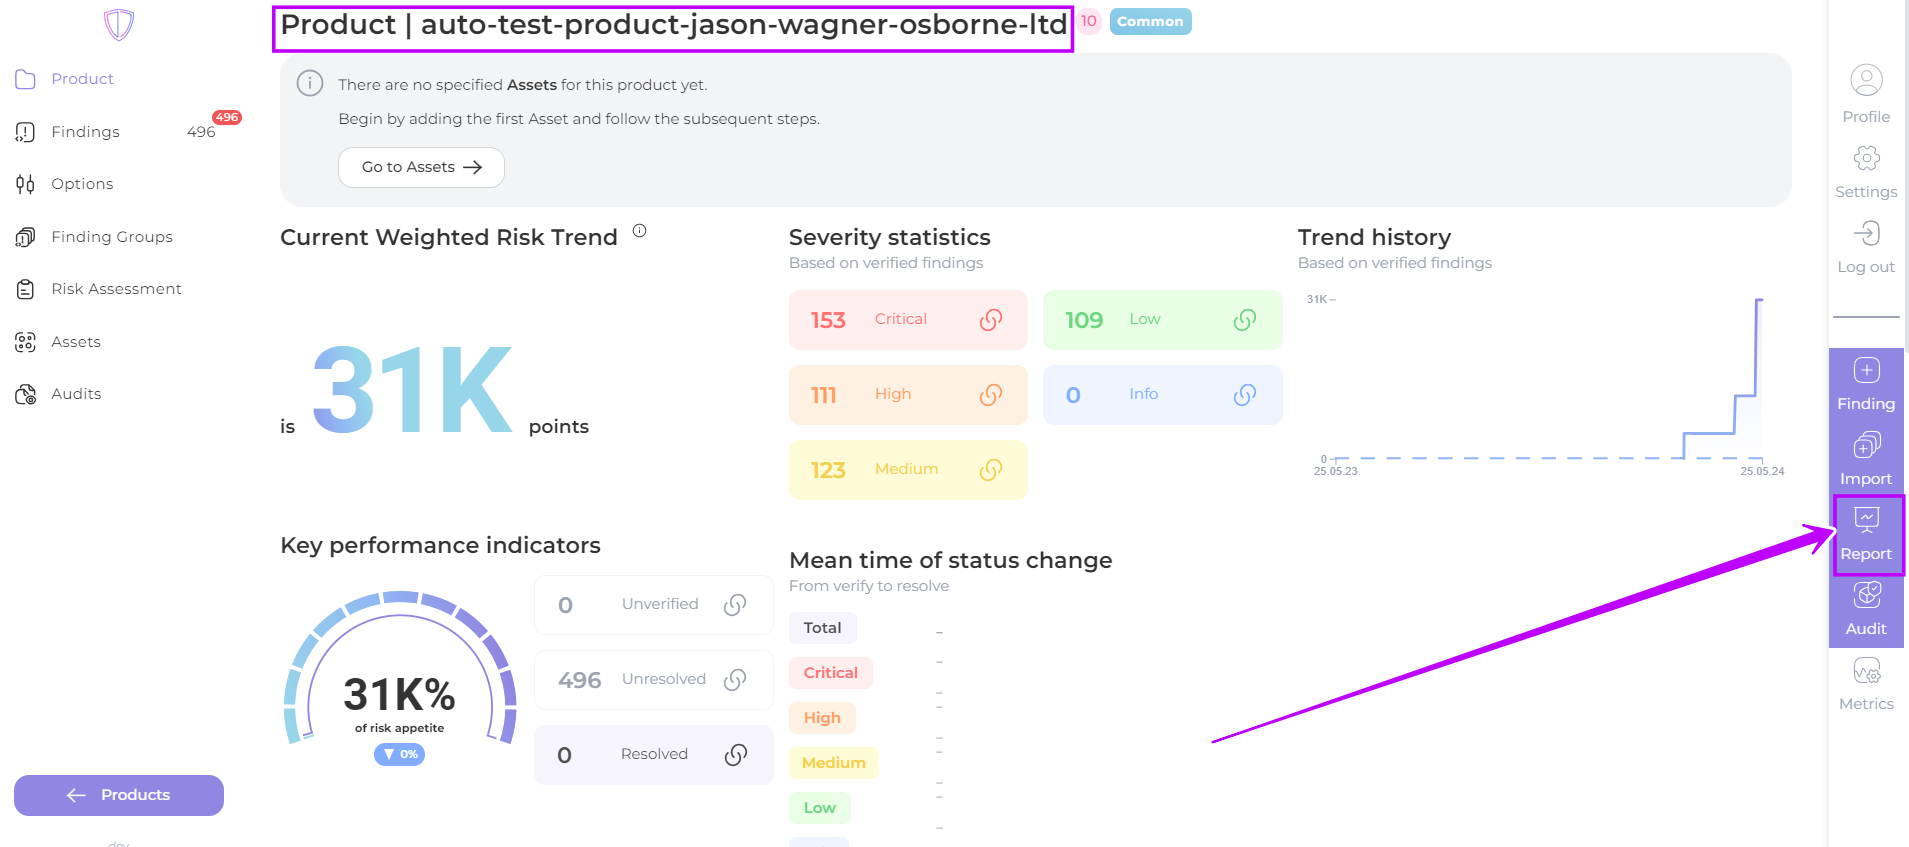 Product | auto-test-product-jason-wagner-osborne-ltd 10 Common
There are no specified Assets for this product yet.
Begin by adding the first Asset and follow the subsequent steps.
Go to Assets
Product
Findings 496 496
Options
Finding Groups
Risk Assessment
Assets
Audits
Products
dev
Current Weighted Risk Trend
is 31K points
Severity statistics
Based on verified findings
153 Critical
109 Low
111 High
0 Info
123 Medium
Trend history
Based on verified findings
31K
0
25.05.23 25.05.24
Key performance indicators
31K%
of risk appetite
▼ 0%
0 Unverified
496 Unresolved
0 Resolved
Mean time of status change
From verify to resolve
Total –
Critical –
High –
Medium –
Low –
Profile
Settings
Log out
Finding
Import
Report
Audit
Metrics